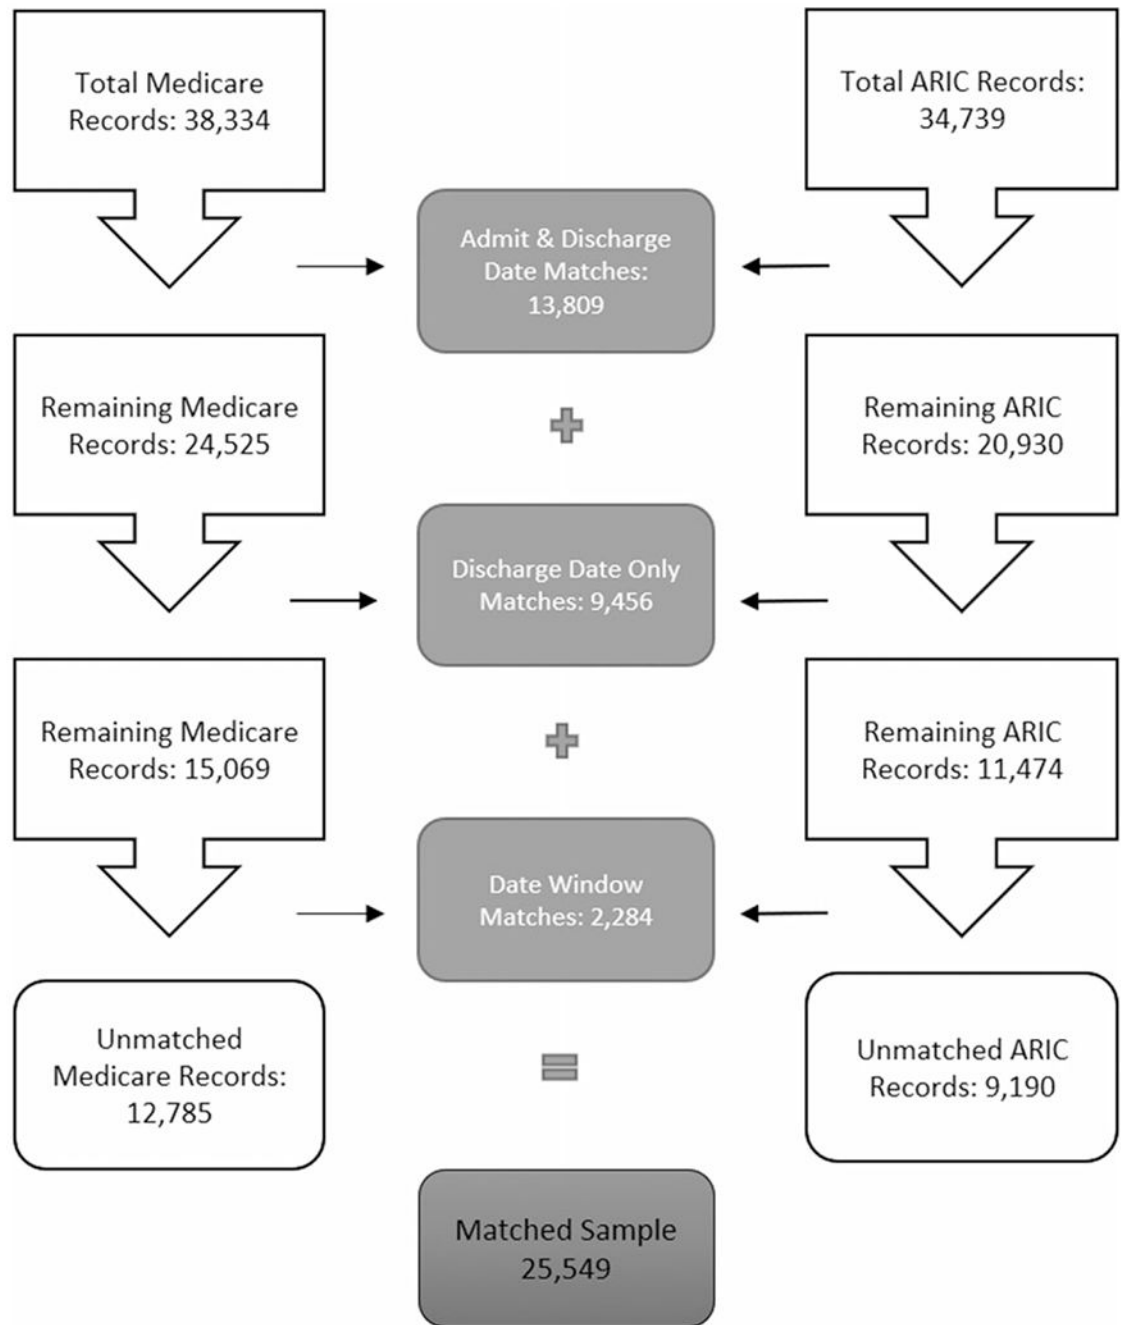 Total Medicare
Records: 38,334
Total ARIC Records:
34,739
Admit & Discharge
Date Matches:
13,809
Remaining Medicare
Records: 24,525
Remaining ARIC
Records: 20,930
Discharge Date Only
Matches: 9,456
Remaining Medicare
Records: 15,069
Remaining ARIC
Records: 11,474
Date Window
Matches: 2,284
Unmatched
Medicare Records:
12,785
Unmatched ARIC
Records: 9,190
Matched Sample
25,549